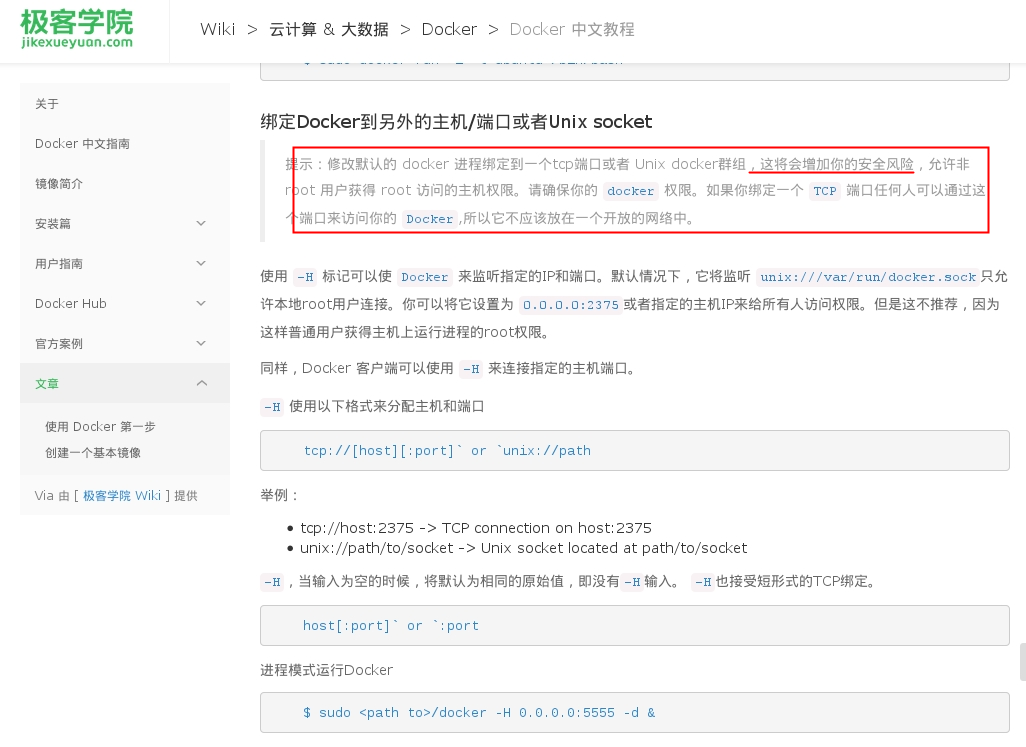 极客学院
jikexueyuan.com
Wiki > 云计算 & 大数据 > Docker > Docker 中文教程
关于
Docker 中文指南
镜像简介
安装篇
用户指南
Docker Hub
官方案例
文章
使用 Docker 第一步
创建一个基本镜像
Via 由 [ 极客学院 Wiki ] 提供
绑定Docker到另外的主机/端口或者Unix socket
提示：修改默认的 docker 进程绑定到一个tcp端口或者 Unix docker群组，这将会增加你的安全风险，允许非
root 用户获得 root 访问的主机权限。请确保你的 docker 权限。如果你绑定一个 TCP 端口任何人可以通过这
个端口来访问你的 Docker ,所以它不应该放在一个开放的网络中。
使用 -H 标记可以使 Docker 来监听指定的IP和端口。默认情况下，它将监听 unix:///var/run/docker.sock 只允
许本地root用户连接。你可以将它设置为 0.0.0.0:2375 或者指定的主机IP来给所有人访问权限。但是这不推荐，因为
这样普通用户获得主机上运行进程的root权限。
同样，Docker 客户端可以使用 -H 来连接指定的主机端口。
-H 使用以下格式来分配主机和端口
tcp://[host][:port]` or `unix://path
举例：
• tcp://host:2375 -> TCP connection on host:2375
• unix://path/to/socket -> Unix socket located at path/to/socket
-H ，当输入为空的时候，将默认为相同的原始值，即没有 -H 输入。 -H 也接受短形式的TCP绑定。
host[:port]` or `:port
进程模式运行Docker
$ sudo <path to>/docker -H 0.0.0.0:5555 -d &